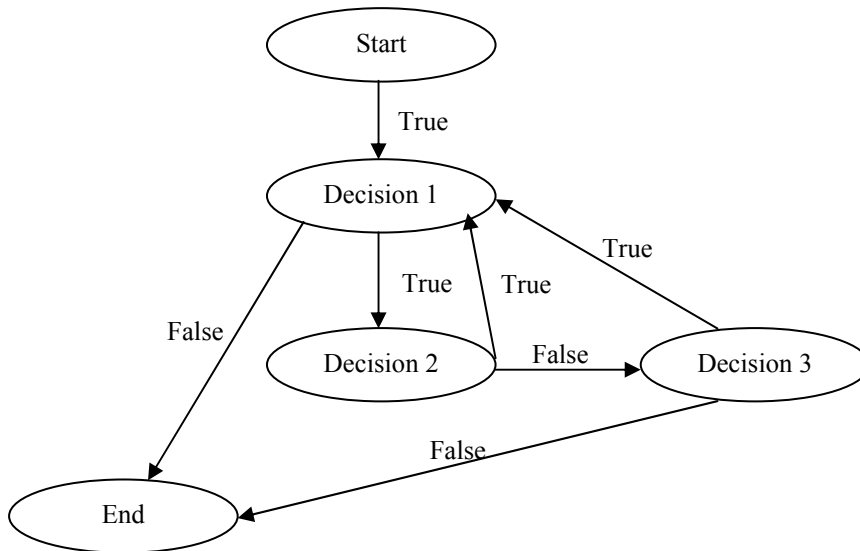 Start
True
Decision 1
True
True
True
False
Decision 2
False
Decision 3
False
End